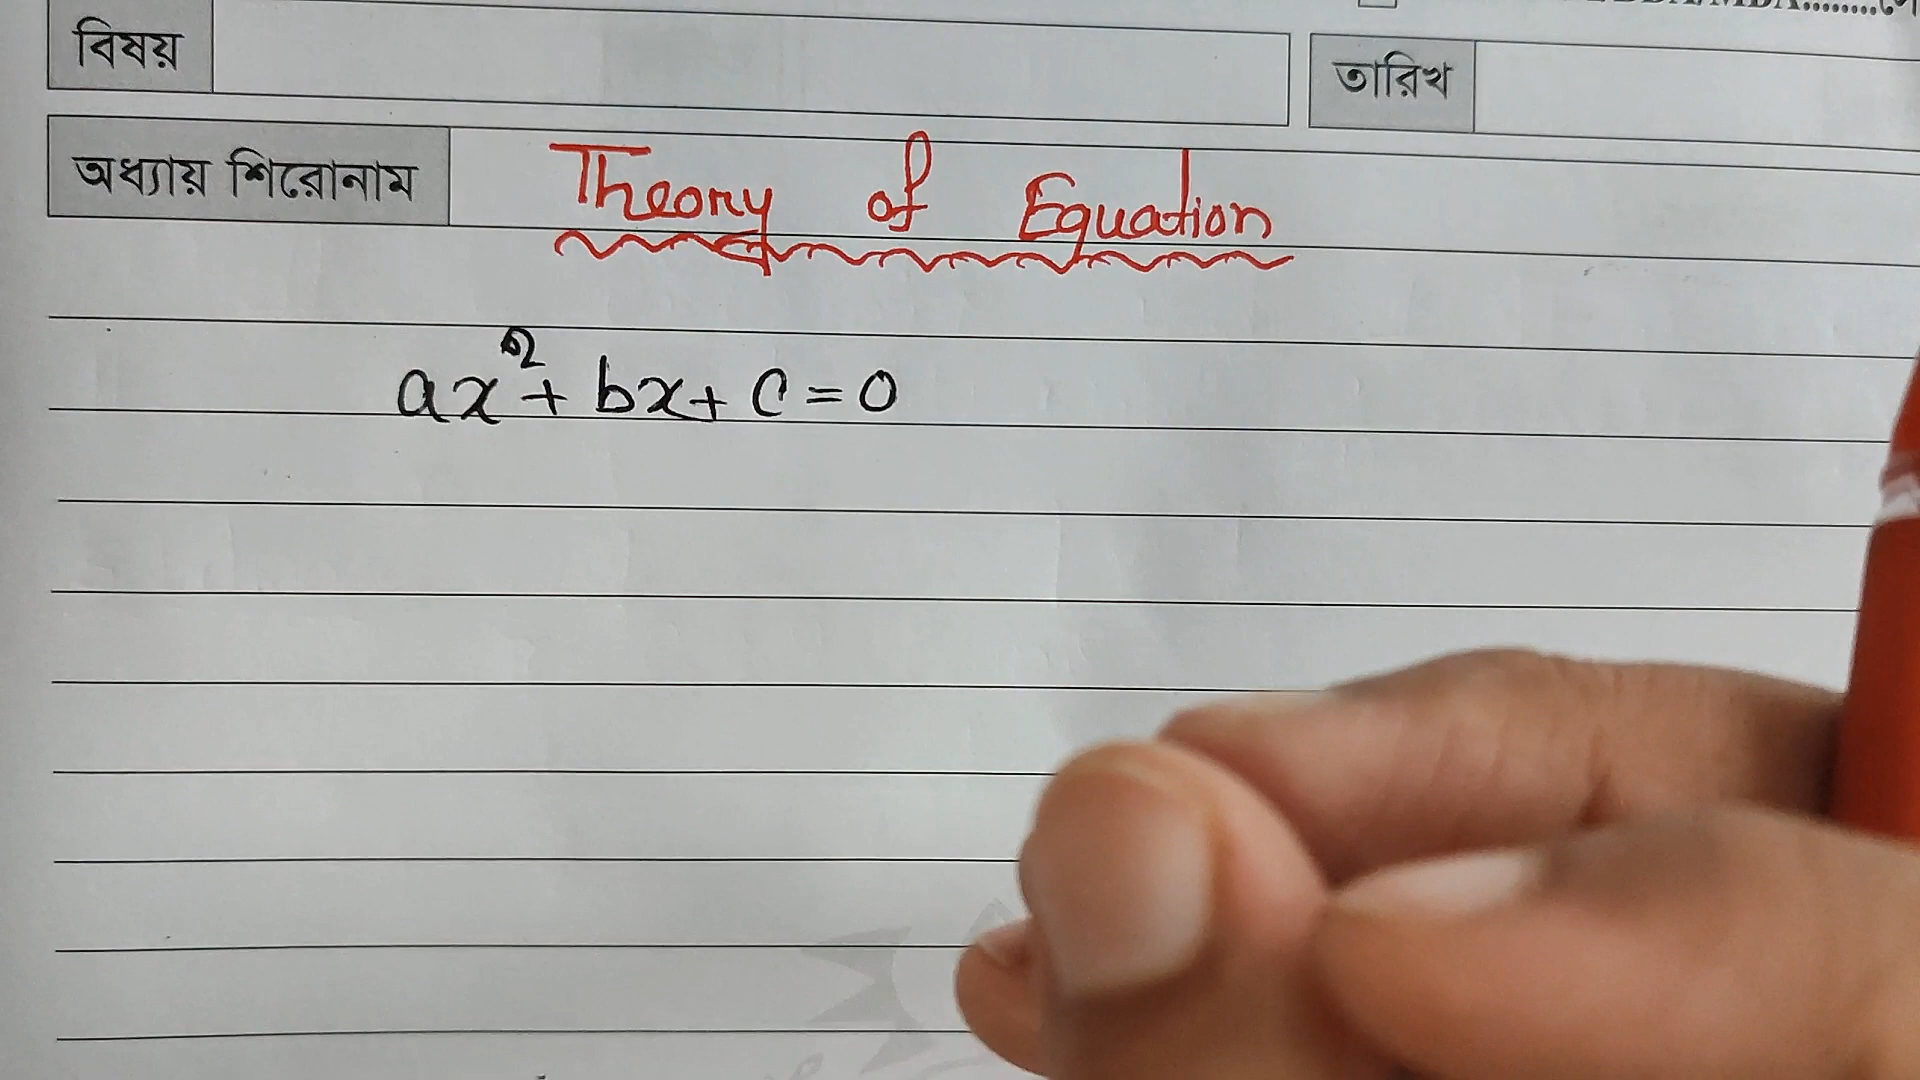 বিষয়
তারিখ
অধ্যায় শিরোনাম Theory of Equation
ax² + bx + c = 0